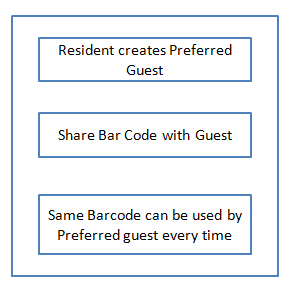 Resident creates Preferred
Guest
Share Bar Code with Guest
Same Barcode can be used by
Preferred guest every time